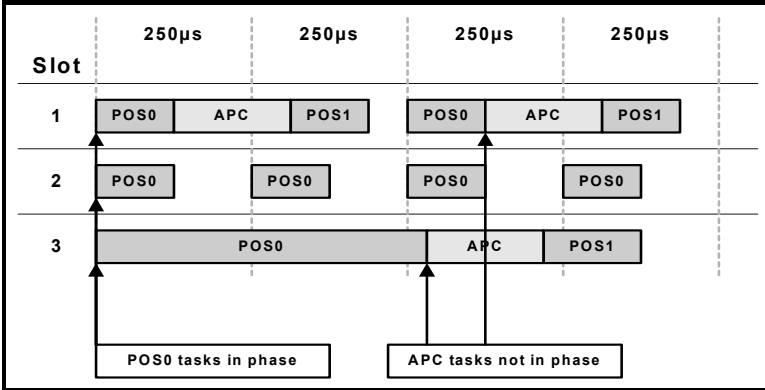 250µs 250µs 250µs 250µs
Slot
1 POS0 APC POS1 POS0 APC POS1
2 POS0 POS0 POS0 POS0
3 POS0 APC POS1
POS0 tasks in phase APC tasks not in phase